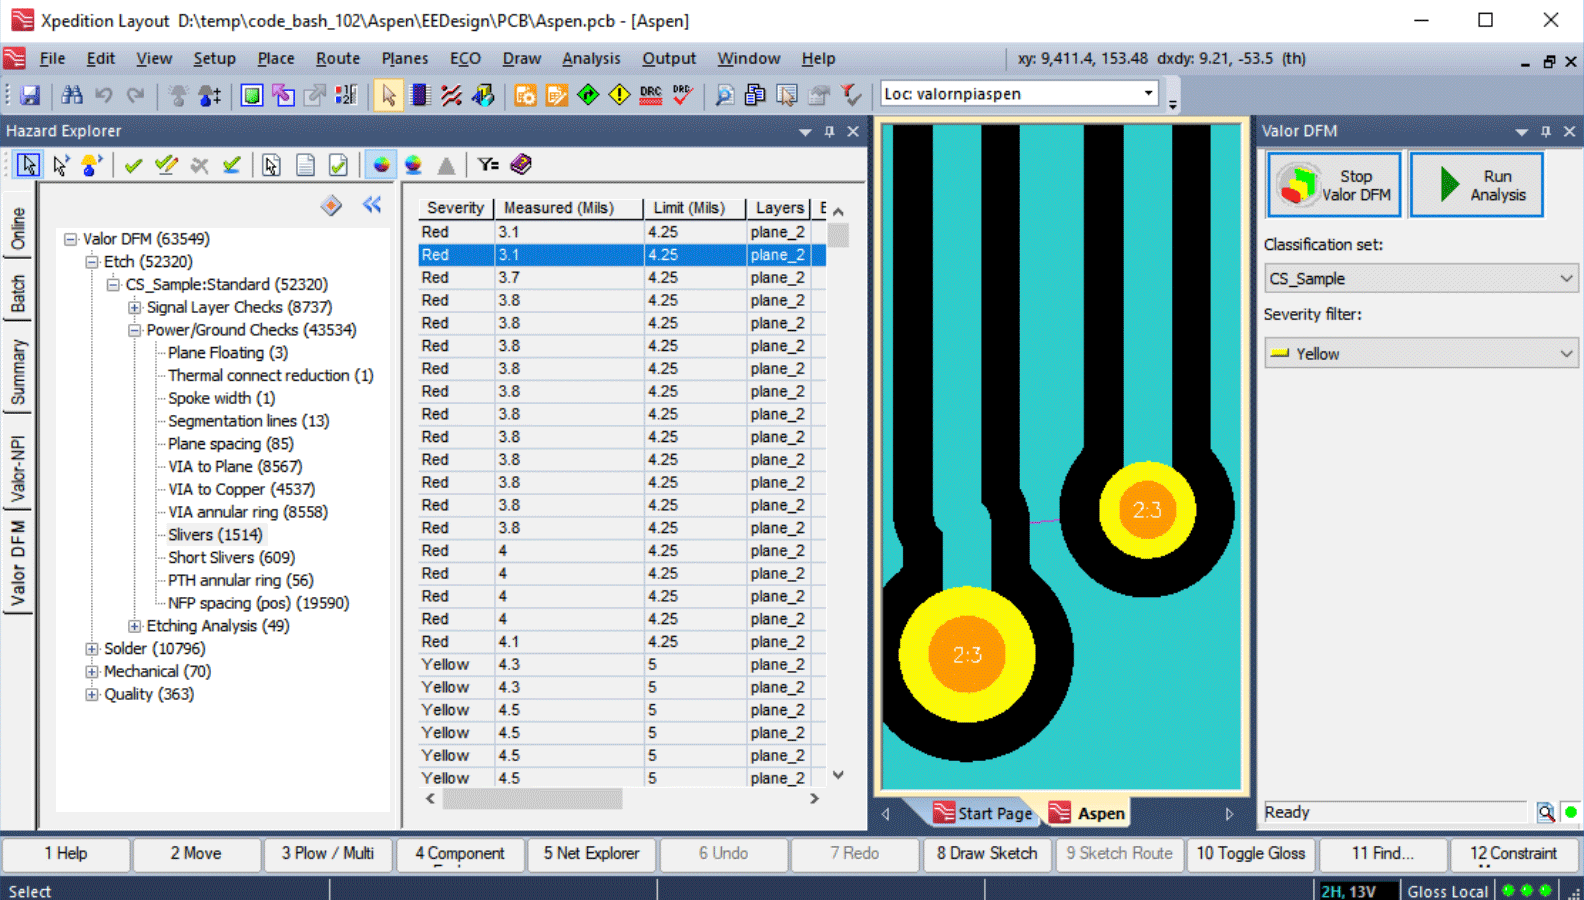 Xpedition Layout D:\temp\code_bash_102\Aspen\EEDesign\PCB\Aspen.pcb - [Aspen]
File Edit View Setup Place Route Planes ECO Draw Analysis Output Window Help
xy: 9,411.4, 153.48 dxdy: 9.21, -53.5 (th)
DRC DRC Loc: valornpiaspen
Hazard Explorer
Online
Batch
Summary
Valor-NPI
Valor DFM
Valor DFM (63549)
Etch (52320)
CS_Sample:Standard (52320)
Signal Layer Checks (8737)
Power/Ground Checks (43534)
Plane Floating (3)
Thermal connect reduction (1)
Spoke width (1)
Segmentation lines (13)
Plane spacing (85)
VIA to Plane (8567)
VIA to Copper (4537)
VIA annular ring (8558)
Slivers (1514)
Short Slivers (609)
PTH annular ring (56)
NFP spacing (pos) (19590)
Etching Analysis (49)
Solder (10796)
Mechanical (70)
Quality (363)
Severity Measured (Mils) Limit (Mils) Layers
Red 3.1 4.25 plane_2
Red 3.1 4.25 plane_2
Red 3.7 4.25 plane_2
Red 3.8 4.25 plane_2
Red 3.8 4.25 plane_2
Red 3.8 4.25 plane_2
Red 3.8 4.25 plane_2
Red 3.8 4.25 plane_2
Red 3.8 4.25 plane_2
Red 3.8 4.25 plane_2
Red 3.8 4.25 plane_2
Red 3.8 4.25 plane_2
Red 3.8 4.25 plane_2
Red 3.8 4.25 plane_2
Red 4 4.25 plane_2
Red 4 4.25 plane_2
Red 4 4.25 plane_2
Red 4 4.25 plane_2
Red 4.1 4.25 plane_2
Yellow 4.3 5 plane_2
Yellow 4.3 5 plane_2
Yellow 4.5 5 plane_2
Yellow 4.5 5 plane_2
Yellow 4.5 5 plane_2
Yellow 4.5 5 plane_2
2:3
2:3
Start Page Aspen
Valor DFM
Stop Valor DFM
Run Analysis
Classification set:
CS_Sample
Severity filter:
Yellow
Ready
1 Help 2 Move 3 Plow / Multi 4 Component 5 Net Explorer 6 Undo 7 Redo 8 Draw Sketch 9 Sketch Route 10 Toggle Gloss 11 Find... 12 Constraint
Select 2H, 13V Gloss Local